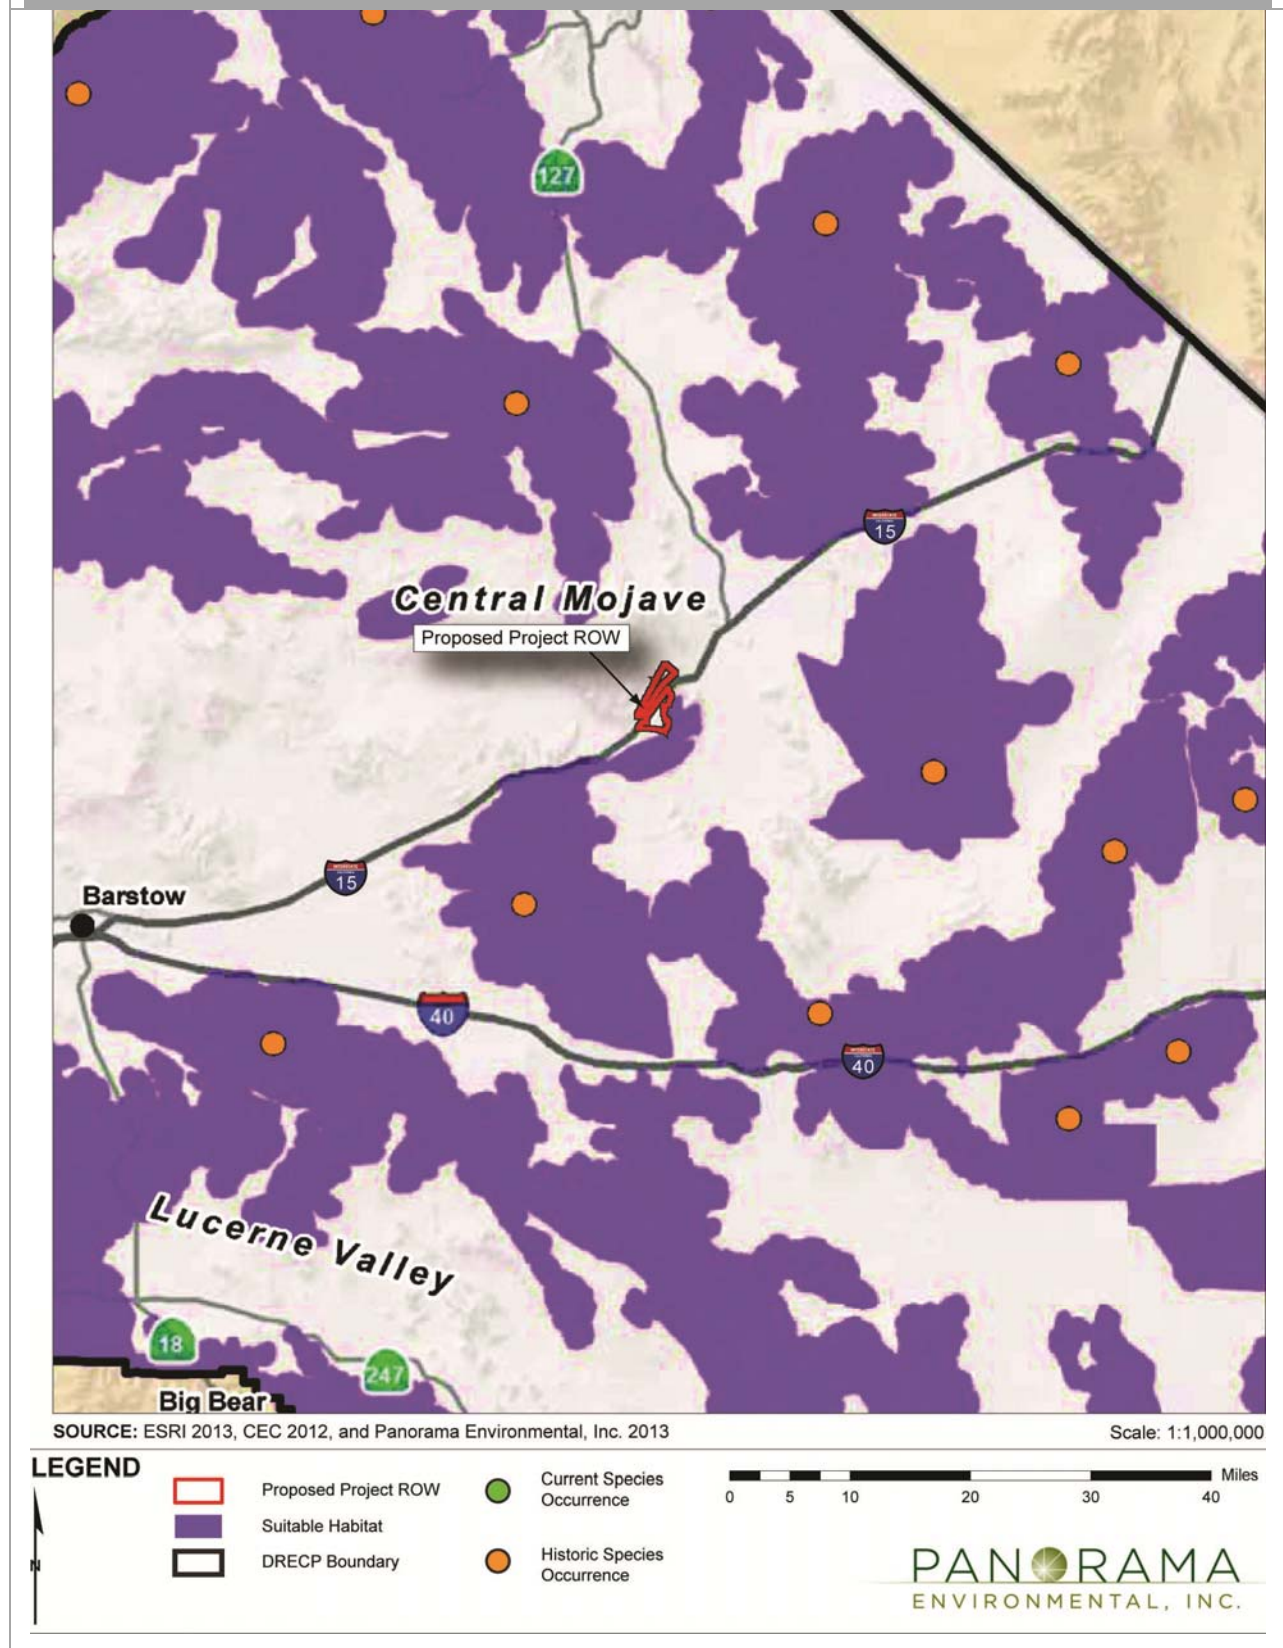 127
15
Central Mojave
Proposed Project ROW
15
Barstow
40
40
Lucerne Valley
18
247
Big Bear
SOURCE: ESRI 2013, CEC 2012, and Panorama Environmental, Inc. 2013
Scale: 1:1,000,000
LEGEND
N
Proposed Project ROW
Suitable Habitat
DRECP Boundary
Current Species
Occurrence
Historic Species
Occurrence
Miles
0 5 10 20 30 40
PANORAMA
ENVIRONMENTAL, INC.